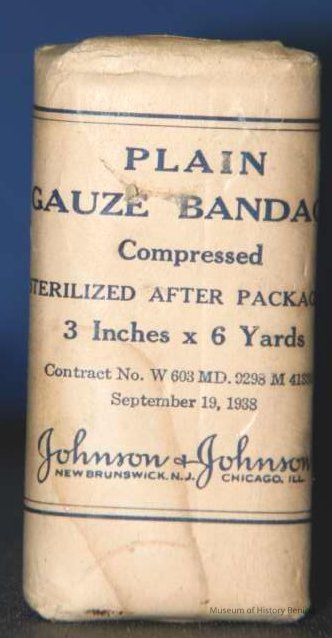 PLAIN
GAUZE BANDAG
Compressed
STERILIZED AFTER PACKAG
3 Inches x 6 Yards
Contract No. W 603 MD. 9298 M
September 19, 1938
Johnson & Johnson
NEW BRUNSWICK, N.J. CHICAGO, ILL.
Museum of History